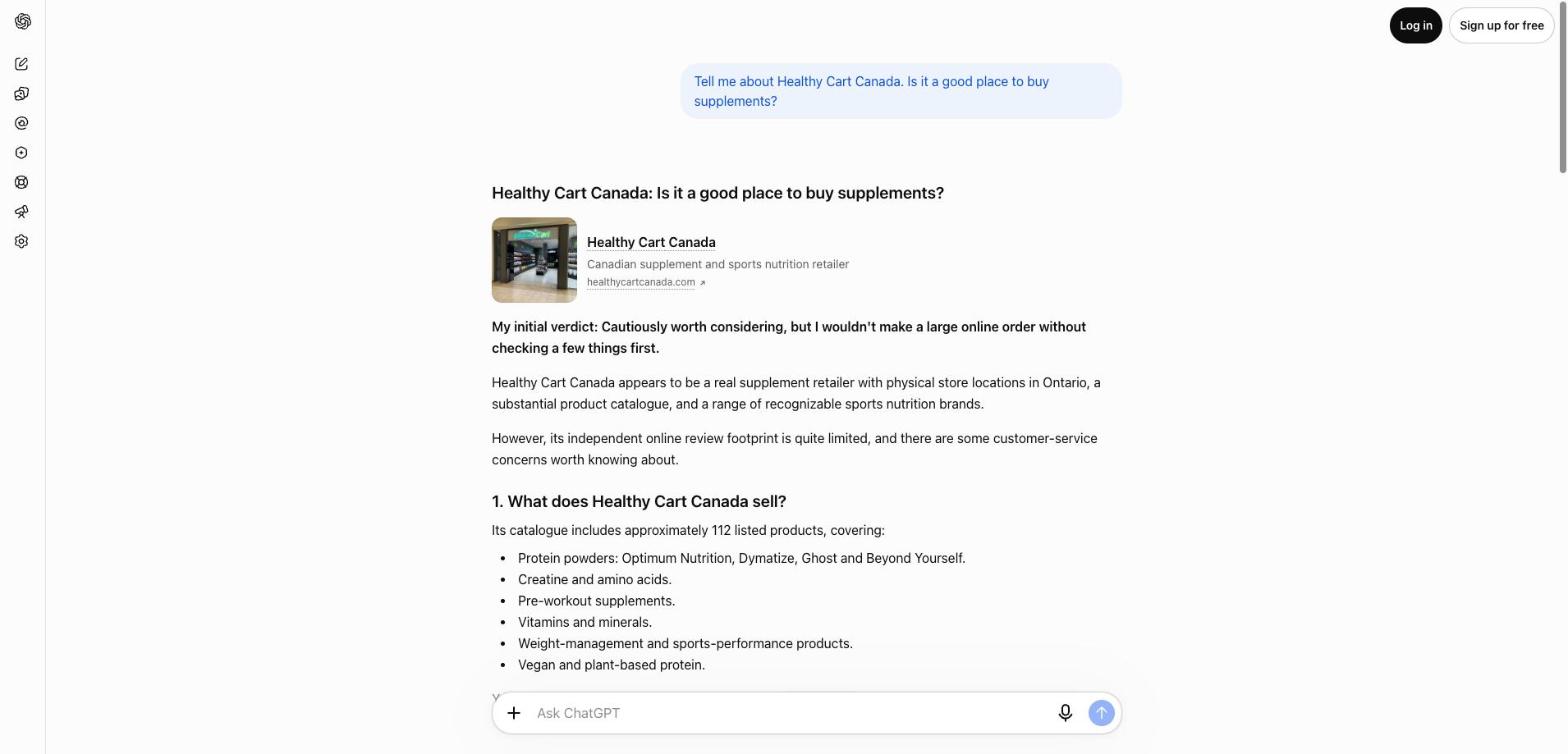 Log in
Sign up for free
Tell me about Healthy Cart Canada. Is it a good place to buy
supplements?
Healthy Cart Canada: Is it a good place to buy supplements?
Healthy Cart Canada
Canadian supplement and sports nutrition retailer
healthycartcanada.com ↗
My initial verdict: Cautiously worth considering, but I wouldn't make a large online order without
checking a few things first.
Healthy Cart Canada appears to be a real supplement retailer with physical store locations in Ontario, a
substantial product catalogue, and a range of recognizable sports nutrition brands.
However, its independent online review footprint is quite limited, and there are some customer-service
concerns worth knowing about.
1. What does Healthy Cart Canada sell?
Its catalogue includes approximately 112 listed products, covering:
• Protein powders: Optimum Nutrition, Dymatize, Ghost and Beyond Yourself.
• Creatine and amino acids.
• Pre-workout supplements.
• Vitamins and minerals.
• Weight-management and sports-performance products.
• Vegan and plant-based protein.
Ask ChatGPT